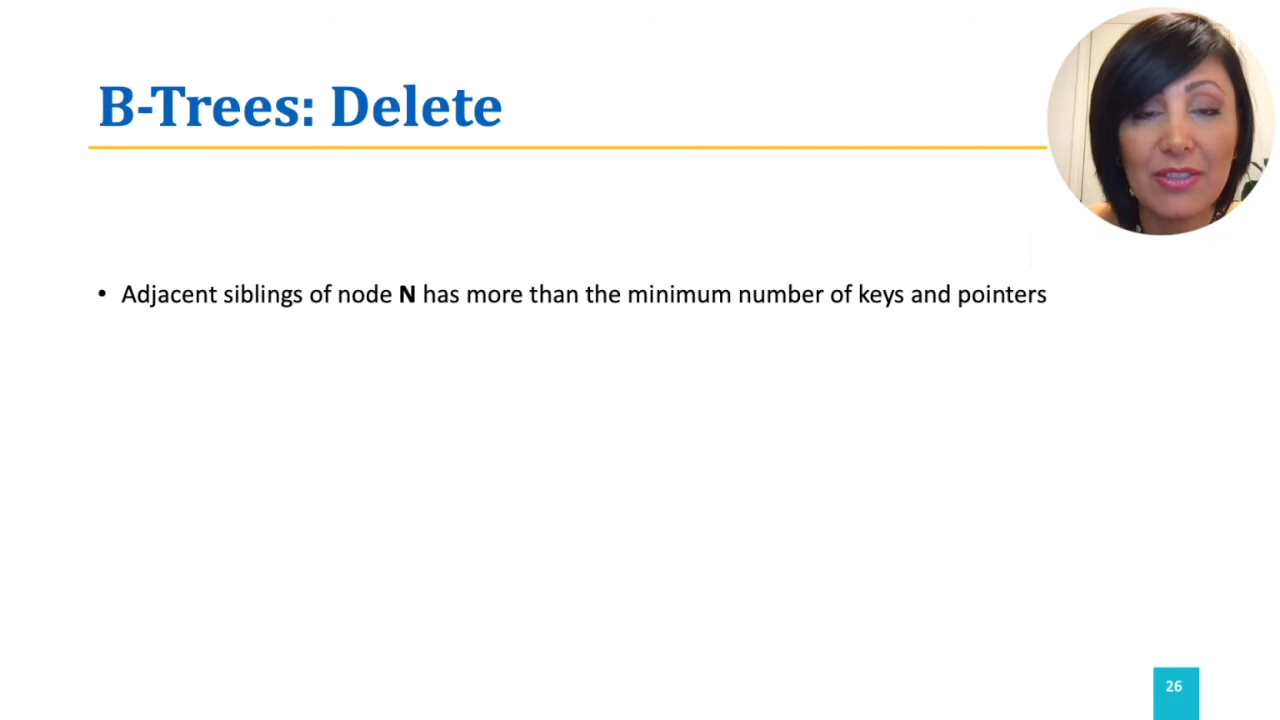 B-Trees: Delete
• Adjacent siblings of node N has more than the minimum number of keys and pointers
26